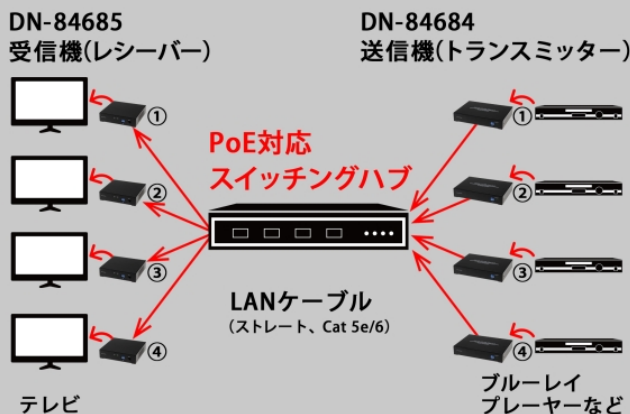 DN-84685
受信機(レシーバー)
DN-84684
送信機(トランスミッター)
①
②
③
④
PoE対応
スイッチングハブ
LANケーブル
(ストレート、Cat 5e/6)
①
②
③
④
テレビ
ブルーレイ
プレーヤーなど